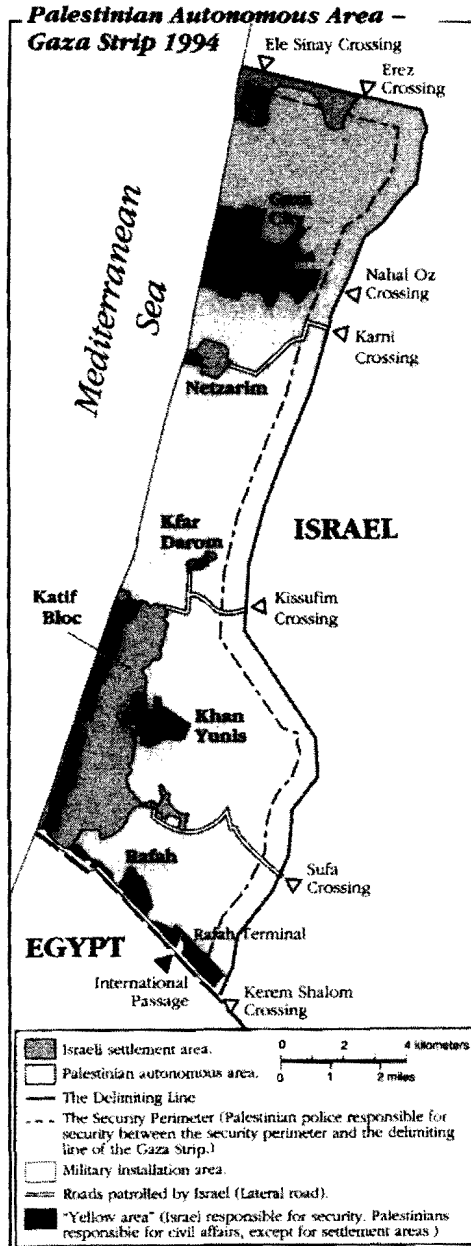 Palestinian Autonomous Area –
Gaza Strip 1994
Ele Sinay Crossing
Erez
Crossing
Mediterranean
Sea
Gaza
City
Nahal Oz
Crossing
Karni
Crossing
Netzarim
ISRAEL
Kfar
Darom
Kissufim
Crossing
Katif
Bloc
Khan
Yunis
Rafah
Sufa
Crossing
EGYPT
Rafah Terminal
International
Passage
Kerem Shalom
Crossing
Israeli settlement area.
0 2 4 kilometers
Palestinian autonomous area.
0 1 2 miles
The Delimiting Line
The Security Perimeter (Palestinian police responsible for
security between the security perimeter and the delimiting
line of the Gaza Strip.)
Military installation area.
Roads patrolled by Israel (Lateral road).
"Yellow area" (Israel responsible for security. Palestinians
responsible for civil affairs, except for settlement areas )